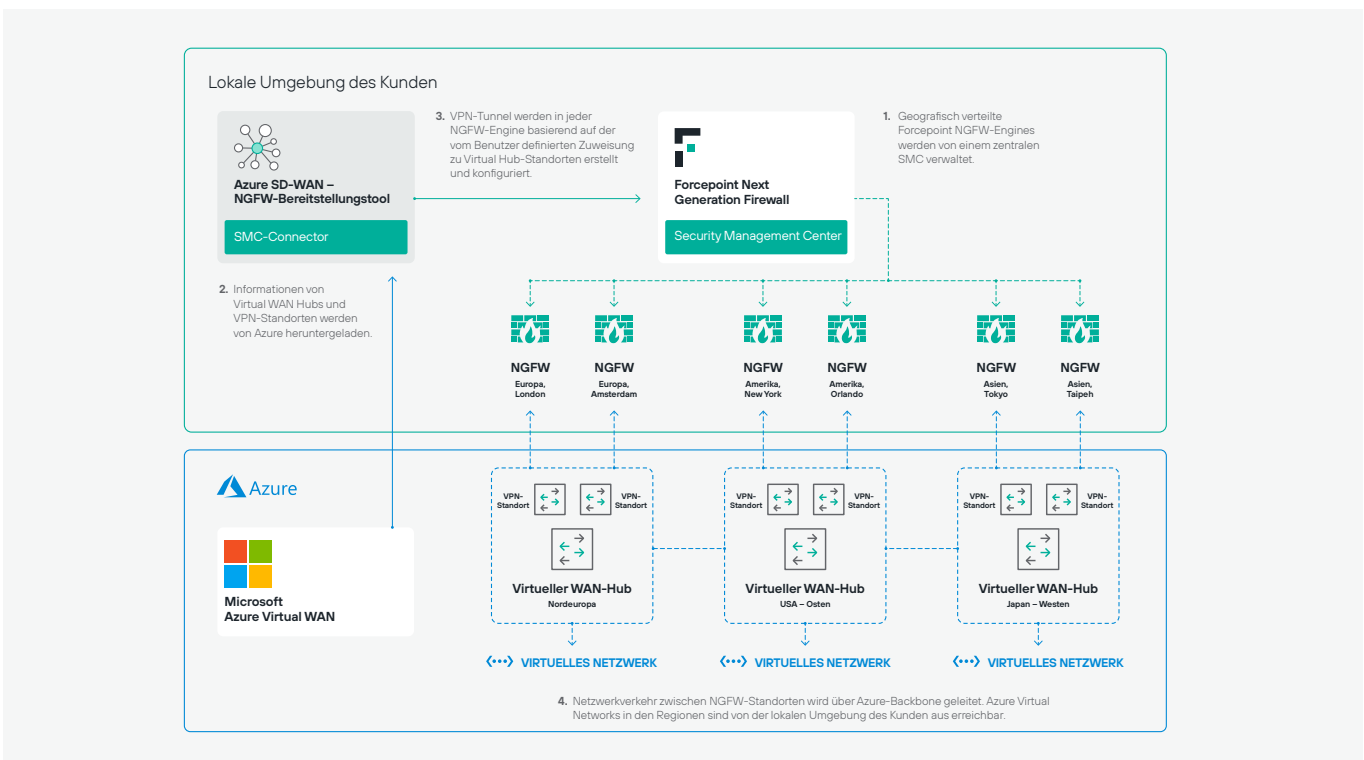 Lokale Umgebung des Kunden
Azure SD-WAN –
NGFW-Bereitstellungstool
SMC-Connector
3. VPN-Tunnel werden in jeder
NGFW-Engine basierend auf der
vom Benutzer definierten Zuweisung
zu Virtual Hub-Standorten erstellt
und konfiguriert.
Forcepoint Next
Generation Firewall
Security Management Center
1. Geografisch verteilte
Forcepoint NGFW-Engines
werden von einem zentralen
SMC verwaltet.
2. Informationen von
Virtual WAN Hubs und
VPN-Standorten werden
von Azure heruntergeladen.
NGFW
Europa,
London
NGFW
Europa,
Amsterdam
NGFW
Amerika,
New York
NGFW
Amerika,
Orlando
NGFW
Asien,
Tokyo
NGFW
Asien,
Taipeh
Azure
Microsoft
Azure Virtual WAN
VPN-
Standort
VPN-
Standort
Virtueller WAN-Hub
Nordeuropa
VPN-
Standort
VPN-
Standort
Virtueller WAN-Hub
USA – Osten
VPN-
Standort
VPN-
Standort
Virtueller WAN-Hub
Japan – Westen
VIRTUELLES NETZWERK
VIRTUELLES NETZWERK
VIRTUELLES NETZWERK
4. Netzwerkverkehr zwischen NGFW-Standorten wird über Azure-Backbone geleitet. Azure Virtual
Networks in den Regionen sind von der lokalen Umgebung des Kunden aus erreichbar.